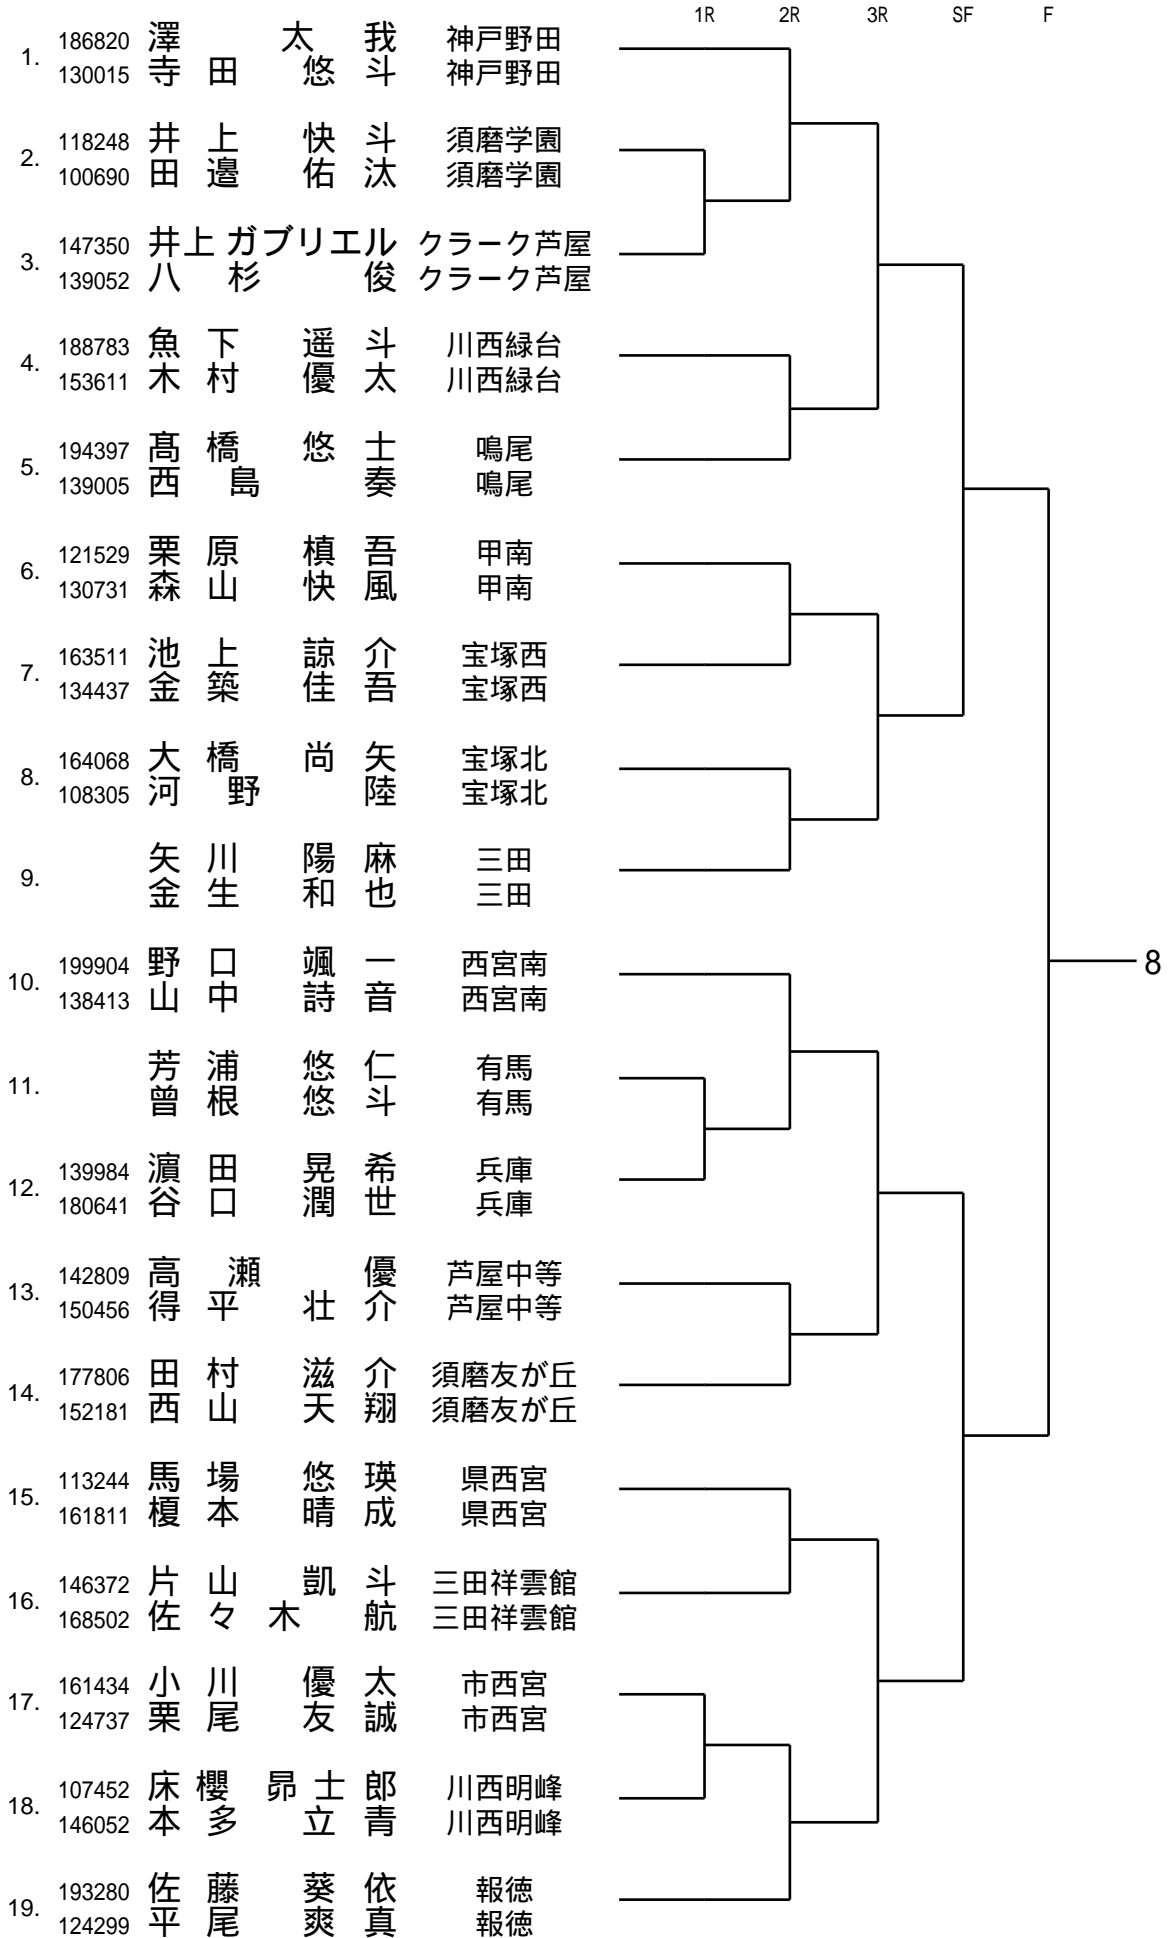 1R 2R 3R SF F
1. 186820 澤 太 我 神戸野田
130015 寺 田 悠 斗 神戸野田
2. 118248 井 上 快 斗 須磨学園
100690 田 邉 佑 汰 須磨学園
3. 147350 井上 ガブリエル クラーク芦屋
139052 八 杉 俊 クラーク芦屋
4. 188783 魚 下 遥 斗 川西緑台
153611 木 村 優 太 川西緑台
5. 194397 髙 橋 悠 士 鳴尾
139005 西 島 奏 鳴尾
6. 121529 栗 原 槙 吾 甲南
130731 森 山 快 風 甲南
7. 163511 池 上 諒 介 宝塚西
134437 金 築 佳 吾 宝塚西
8. 164068 大 橋 尚 矢 宝塚北
108305 河 野 陸 宝塚北
9. 矢 川 陽 麻 三田
金 生 和 也 三田
10. 199904 野 口 颯 一 西宮南
138413 山 中 詩 音 西宮南
8
11. 芳 浦 悠 仁 有馬
曾 根 悠 斗 有馬
12. 139984 濵 田 晃 希 兵庫
180641 谷 口 潤 世 兵庫
13. 142809 高 瀬 優 芦屋中等
150456 得 平 壮 介 芦屋中等
14. 177806 田 村 滋 介 須磨友が丘
152181 西 山 天 翔 須磨友が丘
15. 113244 馬 場 悠 瑛 県西宮
161811 榎 本 晴 成 県西宮
16. 146372 片 山 凱 斗 三田祥雲館
168502 佐 々 木 航 三田祥雲館
17. 161434 小 川 優 太 市西宮
124737 栗 尾 友 誠 市西宮
18. 107452 床 櫻 昴 士 郎 川西明峰
146052 本 多 立 青 川西明峰
19. 193280 佐 藤 葵 依 報徳
124299 平 尾 爽 真 報徳